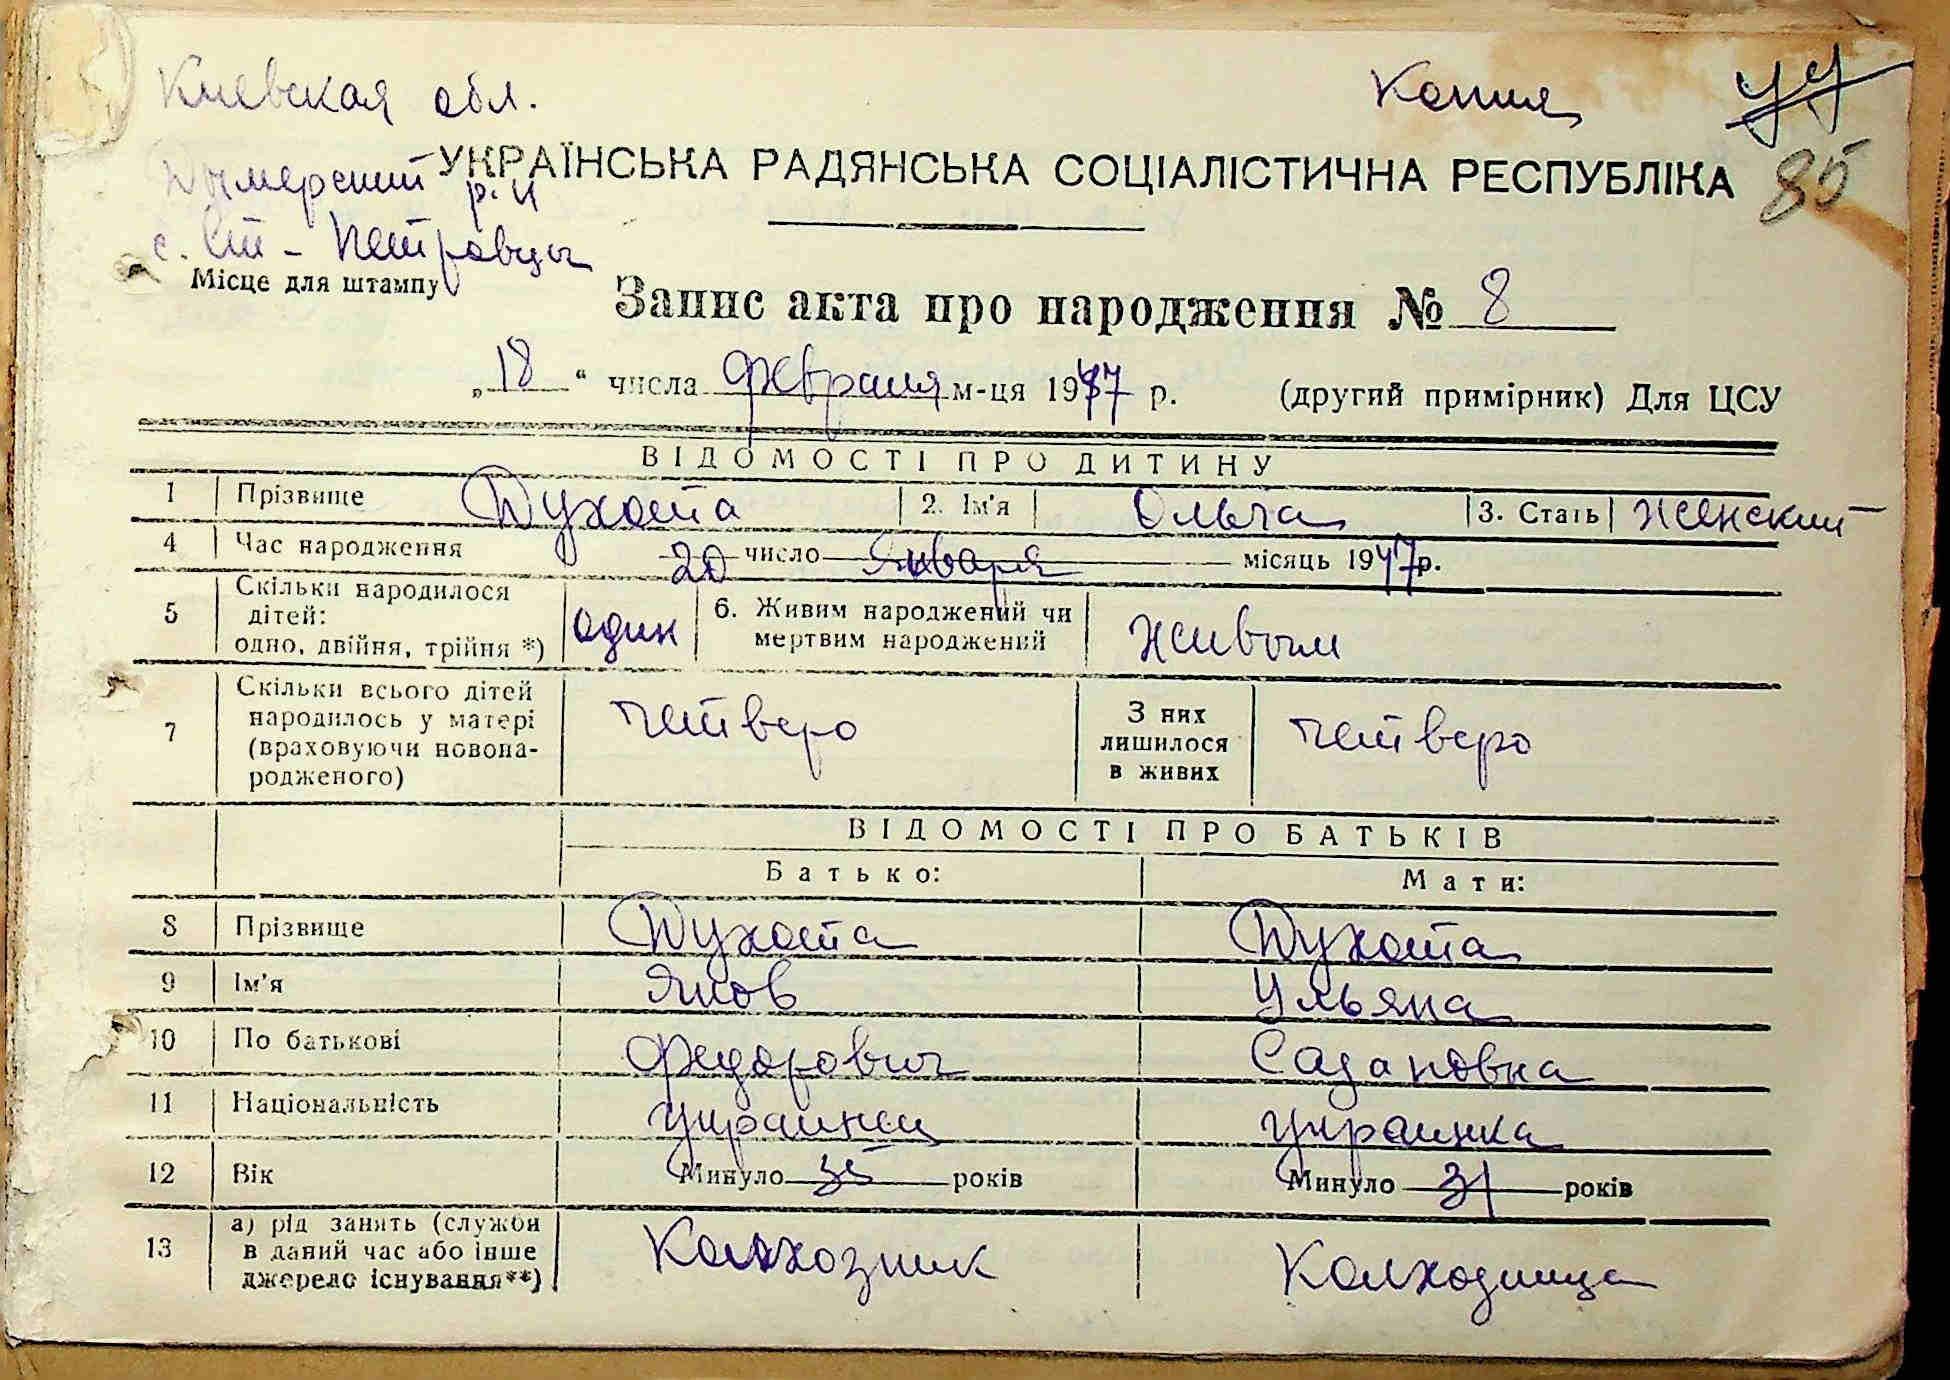 Киевская обл.
Копия
УУ
Дымерский р.н
85
УКРАЇНСЬКА РАДЯНСЬКА СОЦІАЛІСТИЧНА РЕСПУБЛІКА
с. Ст-Петровцы
Місце для штампу
Запис акта про народження № 8
„18“ числа февраля м-ця 1947 р. (другий примірник) Для ЦСУ
ВІДОМОСТІ ПРО ДИТИНУ
1 Прізвище Духота 2. Ім'я Ольга 3. Стать женский
4 Час народження 20 число января місяць 1947р.
5 Скільки народилося дітей: одно, двійня, трійня *) один 6. Живим народжений чи мертвим народжений живым
7 Скільки всього дітей народилось у матері (враховуючи новона-родженого) четверо З них лишилося в живих четверо
ВІДОМОСТІ ПРО БАТЬКІВ
Батько: Мати:
8 Прізвище Духота Духота
9 Ім'я Яков Ульяна
10 По батькові Федорович
11 Національність украинец украинка
12 Вік Минуло 35 років Минуло 31 років
13 а) рід занять (служби в даний час або інше джерело існування**) Колхозник Колхозница